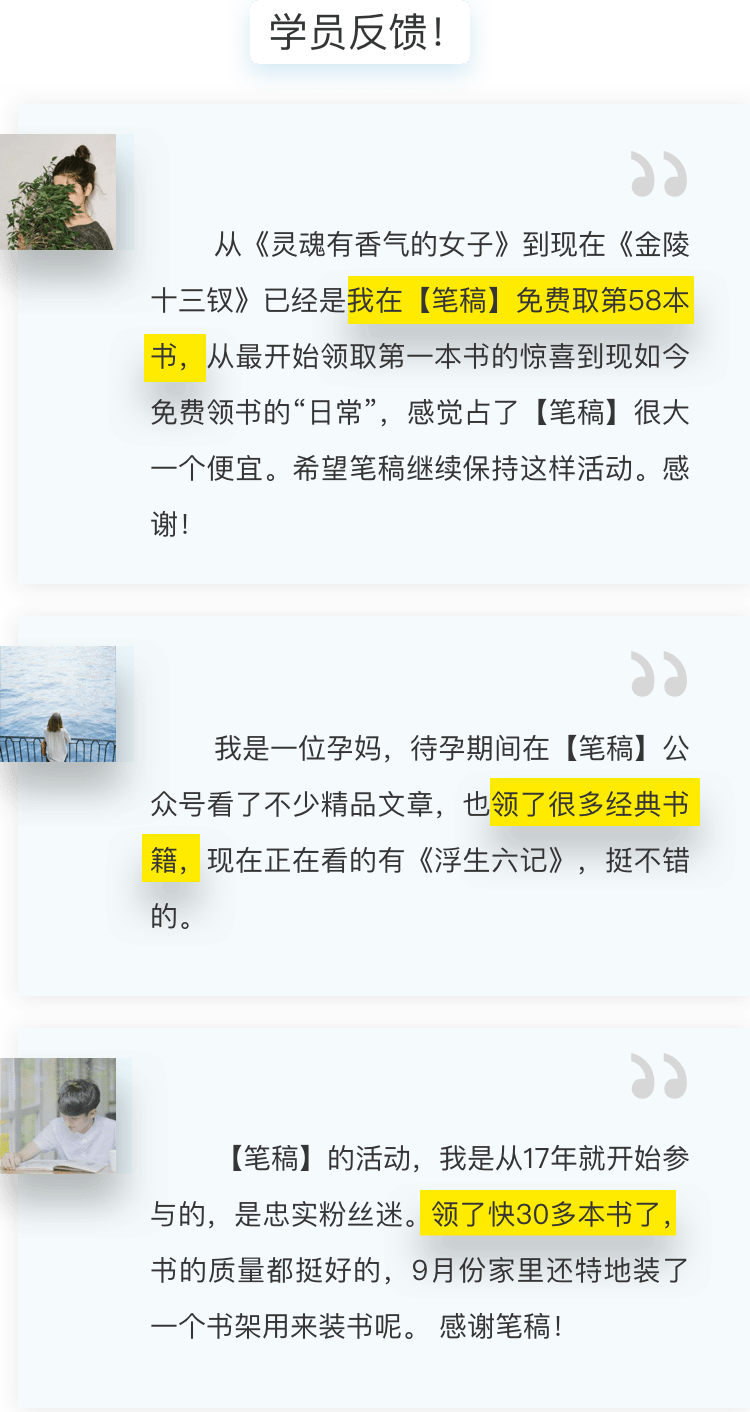 学员反馈！
”
从《灵魂有香气的女子》到现在《金陵
十三钗》已经是我在【笔稿】免费取第58本
书，从最开始领取第一本书的惊喜到现如今
免费领书的“日常”，感觉占了【笔稿】很大
一个便宜。希望笔稿继续保持这样活动。感
谢！
”
我是一位孕妈，待孕期间在【笔稿】公
众号看了不少精品文章，也领了很多经典书
籍，现在正在看的有《浮生六记》，挺不错
的。
”
【笔稿】的活动，我是从17年就开始参
与的，是忠实粉丝迷。领了快30多本书了，
书的质量都挺好的，9月份家里还特地装了
一个书架用来装书呢。 感谢笔稿！